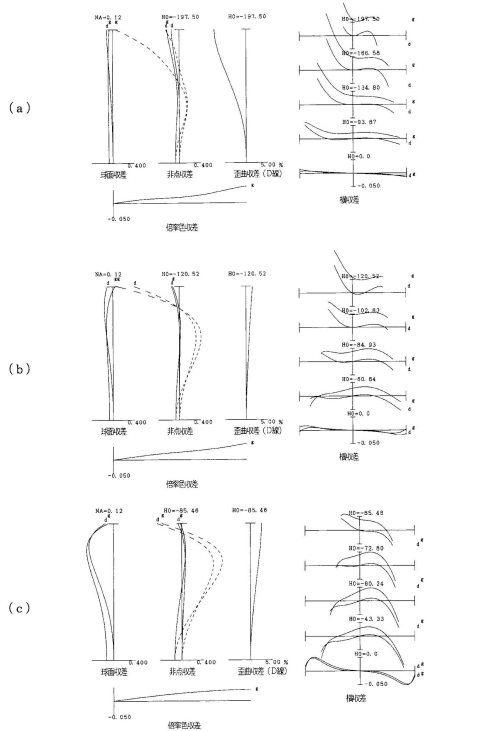 (a)
NA=0.12
H0=-197.50
H0=-197.50
d g
d g
0.400
0.400
5.00 %
球面収差
非点収差
歪曲収差(D線)
g
-0.050
倍率色収差
H0=-197.50
g
d
H0=-166.58
g
d
H0=-134.80
g
d
H0=-93.87
g
d
H0=0.0
d g
-0.050
横収差
(b)
NA=0.12
H0=-120.52
H0=-120.52
d
d
d
0.400
0.400
5.00 %
球面収差
非点収差
歪曲収差(D線)
g
-0.050
倍率色収差
H0=-120.52
g
d
H0=-102.83
g
d
H0=-84.93
g
d
H0=-60.84
g
d
H0=0.0
d g
-0.050
横収差
(c)
NA=0.12
H0=-85.48
H0=-85.48
d g
d g
d g
0.400
0.400
5.00 %
球面収差
非点収差
歪曲収差(D線)
g
-0.050
倍率色収差
H0=-85.48
d g
H0=-72.80
d g
H0=-60.24
d g
H0=-43.33
d g
H0=0.0
d g
-0.050
横収差